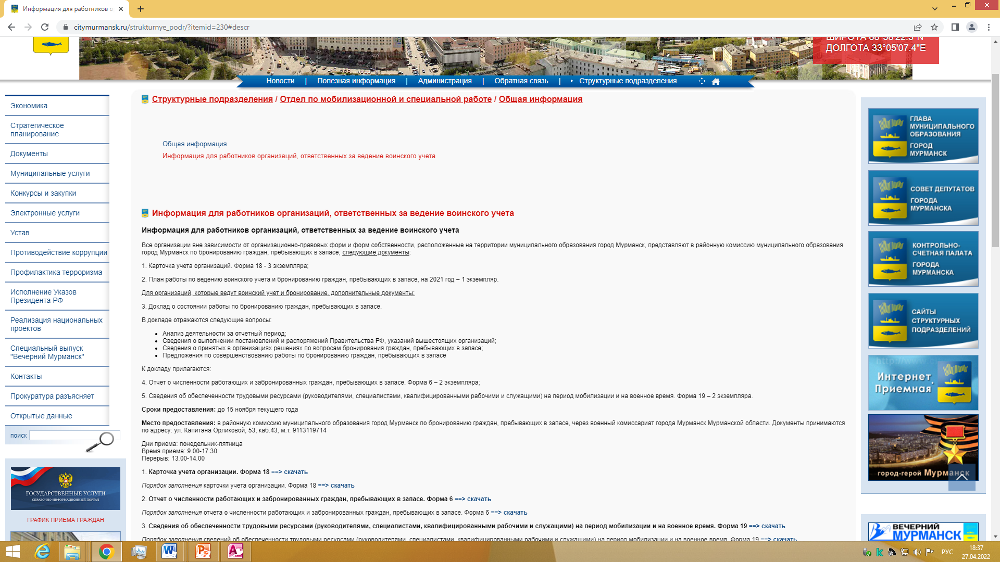 Информация для работников о
citymurmansk.ru/strukturnye_podr/?itemid=230#descr
ШИРОТА 68°58'22.3"N
ДОЛГОТА 33°05'07.4"E
Новости | Полезная информация | Администрация | Обратная связь | Структурные подразделения
Экономика
Стратегическое
планирование
Документы
Муниципальные услуги
Конкурсы и закупки
Электронные услуги
Устав
Противодействие коррупции
Профилактика терроризма
Исполнение Указов
Президента РФ
Реализация национальных
проектов
Специальный выпуск
"Вечерний Мурманск"
Контакты
Прокуратура разъясняет
Открытые данные
поиск
ГОСУДАРСТВЕННЫЕ УСЛУГИ
СПРАВОЧНО-ИНФОРМАЦИОННЫЙ ПОРТАЛ
ГРАФИК ПРИЕМА ГРАЖДАН
Структурные подразделения / Отдел по мобилизационной и специальной работе / Общая информация
Общая информация
Информация для работников организаций, ответственных за ведение воинского учета
Информация для работников организаций, ответственных за ведение воинского учета
Информация для работников организаций, ответственных за ведение воинского учета
Все организации вне зависимости от организационно-правовых форм и форм собственности, расположенные на территории муниципального образования город Мурманск, представляют в районную комиссию муниципального образования
город Мурманск по бронированию граждан, пребывающих в запасе, следующие документы:
1. Карточка учета организаций. Форма 18 - 3 экземпляра;
2. План работы по ведению воинского учета и бронированию граждан, пребывающих в запасе, на 2021 год – 1 экземпляр.
Для организаций, которые ведут воинский учет и бронирование, дополнительные документы:
3. Доклад о состоянии работы по бронированию граждан, пребывающих в запасе.
В докладе отражаются следующие вопросы:
• Анализ деятельности за отчетный период;
• Сведения о выполнении постановлений и распоряжений Правительства РФ, указаний вышестоящих организаций;
• Сведения о принятых в организациях решениях по вопросам бронирования граждан, пребывающих в запасе;
• Предложения по совершенствованию работы по бронированию граждан, пребывающих в запасе
К докладу прилагаются:
4. Отчет о численности работающих и забронированных граждан, пребывающих в запасе. Форма 6 – 2 экземпляра;
5. Сведения об обеспеченности трудовыми ресурсами (руководителями, специалистами, квалифицированными рабочими и служащими) на период мобилизации и на военное время. Форма 19 – 2 экземпляра.
Сроки предоставления: до 15 ноября текущего года
Место предоставления: в районную комиссию муниципального образования город Мурманск по бронированию граждан, пребывающих в запасе, через военный комиссариат города Мурманск Мурманской области. Документы принимаются
по адресу: ул. Капитана Орликовой, 53, каб.43, м.т. 9113119714
Дни приема: понедельник-пятница
Время приема: 9.00-17.30
Перерыв: 13.00-14.00
1. Карточка учета организации. Форма 18 ==> скачать
Порядок заполнения карточки учета организации. Форма 18 ==> скачать
2. Отчет о численности работающих и забронированных граждан, пребывающих в запасе. Форма 6 ==> скачать
Порядок заполнения отчета о численности работающих и забронированных граждан, пребывающих в запасе. Форма 6 ==> скачать
3. Сведения об обеспеченности трудовыми ресурсами (руководителями, специалистами, квалифицированными рабочими и служащими) на период мобилизации и на военное время. Форма 19 ==> скачать
Порядок заполнения сведений об обеспеченности трудовыми ресурсами (руководителями, специалистами, квалифицированными рабочими и служащими) на период мобилизации и на военное время. Форма 19 ==> скачать
ГЛАВА
МУНИЦИПАЛЬНОГО
ОБРАЗОВАНИЯ
ГОРОД
МУРМАНСК
СОВЕТ ДЕПУТАТОВ
ГОРОДА
МУРМАНСКА
КОНТРОЛЬНО-
СЧЕТНАЯ ПАЛАТА
ГОРОДА
МУРМАНСКА
САЙТЫ
СТРУКТУРНЫХ
ПОДРАЗДЕЛЕНИЙ
Интернет
Приемная
город-герой Мурманск
ВЕЧЕРНИЙ
МУРМАНСК
РУС
18:37
27.04.2022